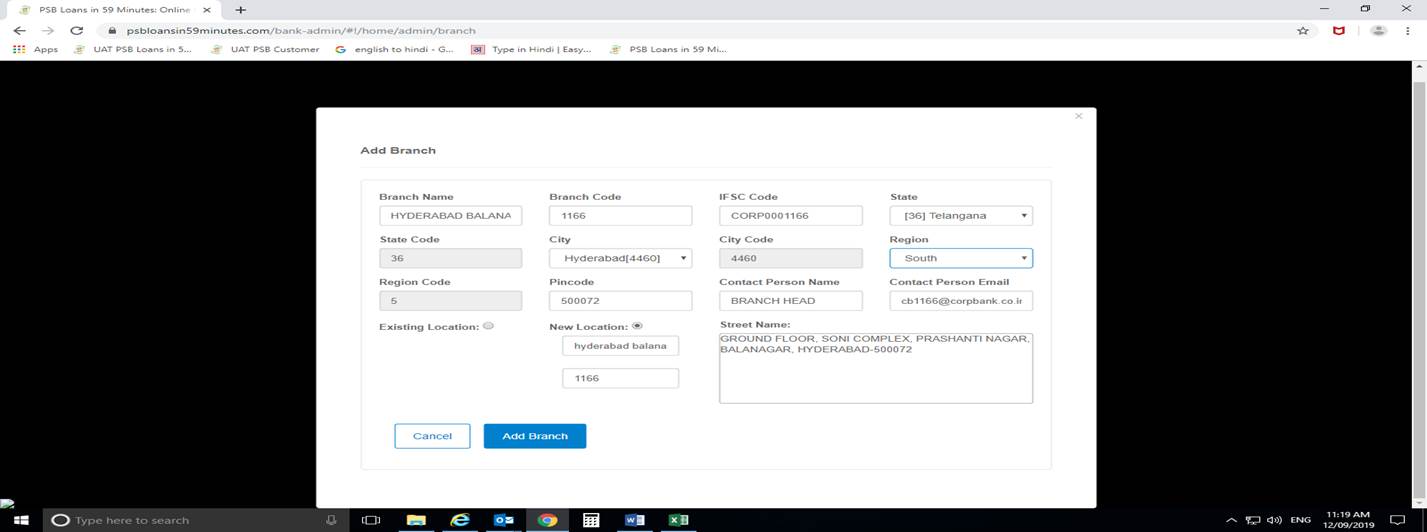 PSB Loans in 59 Minutes: Online
psbloansin59minutes.com/bank-admin/#!/home/admin/branch
Apps UAT PSB Loans in 5... UAT PSB Customer english to hindi - G... Type in Hindi | Easy... PSB Loans in 59 Mi...
Add Branch
Branch Name Branch Code IFSC Code State
HYDERABAD BALANA 1166 CORP0001166 [36] Telangana
State Code City City Code Region
36 Hyderabad[4460] 4460 South
Region Code Pincode Contact Person Name Contact Person Email
5 500072 BRANCH HEAD cb1166@corpbank.co.in
Existing Location: New Location: Street Name:
hyderabad balana
1166
GROUND FLOOR, SONI COMPLEX, PRASHANTI NAGAR,
BALANAGAR, HYDERABAD-500072
Cancel Add Branch
Type here to search
ENG
11:19 AM
12/09/2019